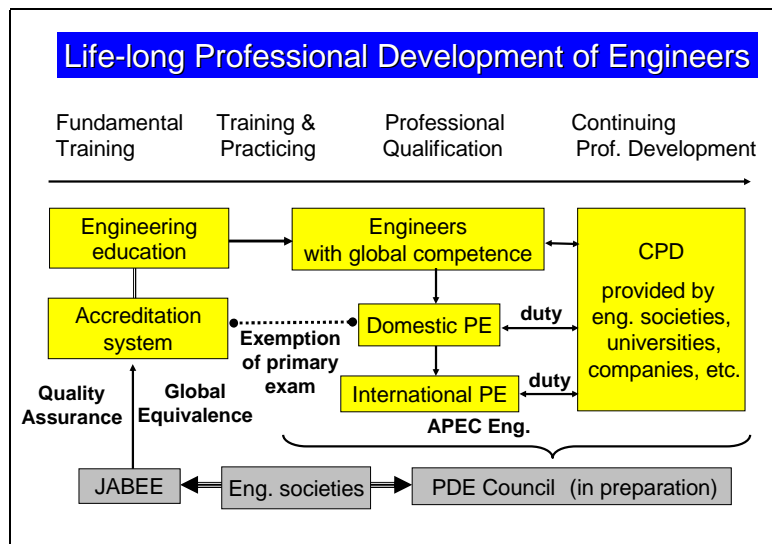 Life-long Professional Development of Engineers
Fundamental
Training
Training &
Practicing
Professional
Qualification
Continuing
Prof. Development
Engineering
education
Engineers
with global competence
CPD
provided by
eng. societies,
universities,
companies, etc.
Accreditation
system
Exemption
of primary
exam
Domestic PE
duty
Quality
Assurance
Global
Equivalence
International PE
duty
APEC Eng.
JABEE
Eng. societies
PDE Council (in preparation)